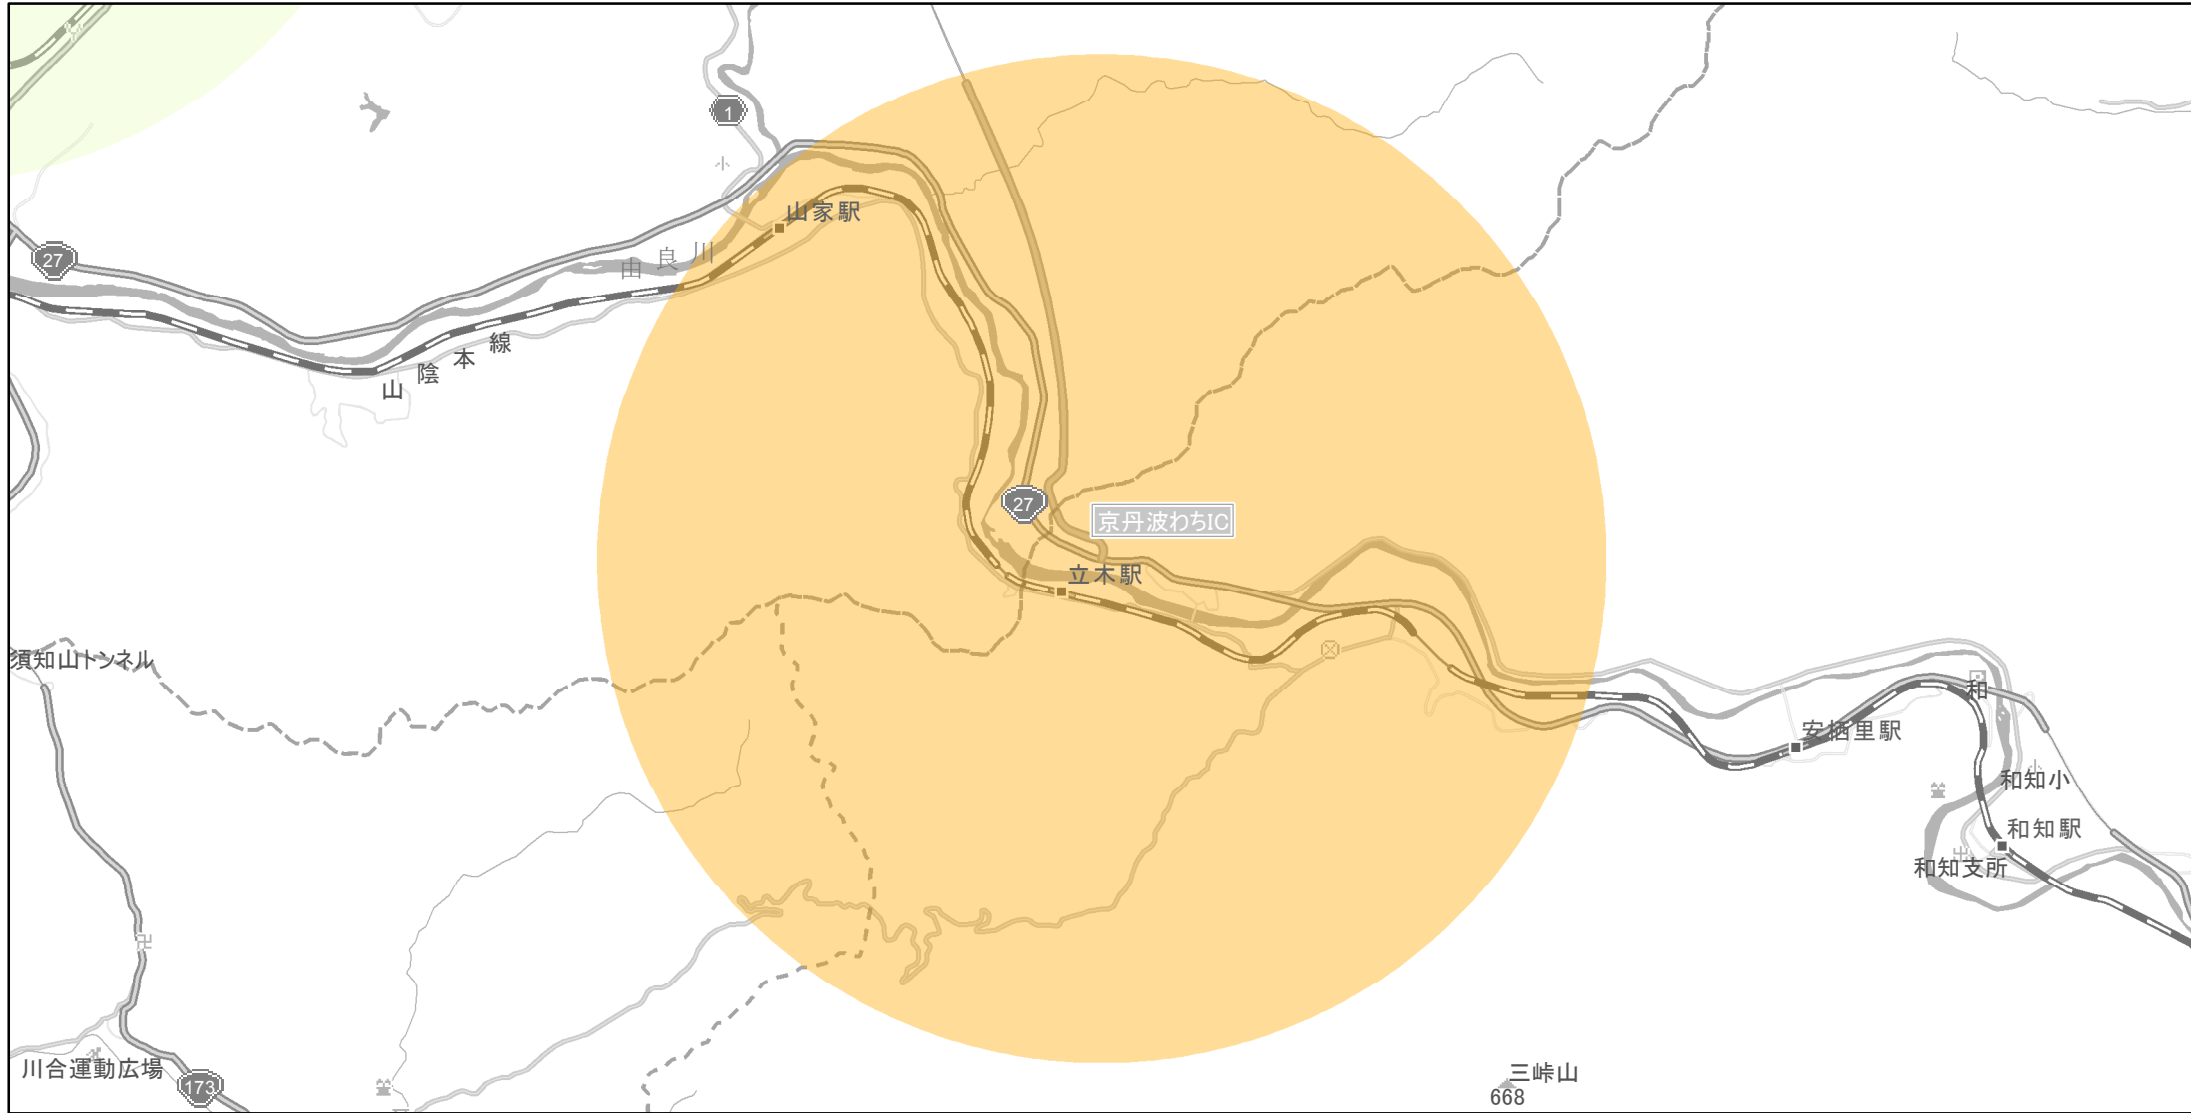 1
山家駅
由良川
27
山陰本線
27
京丹波わちIC
立木駅
須知山トンネル
和
安栖里駅
和知小
小
小
和知駅
和知支所
川合運動広場
173
三峠山
668